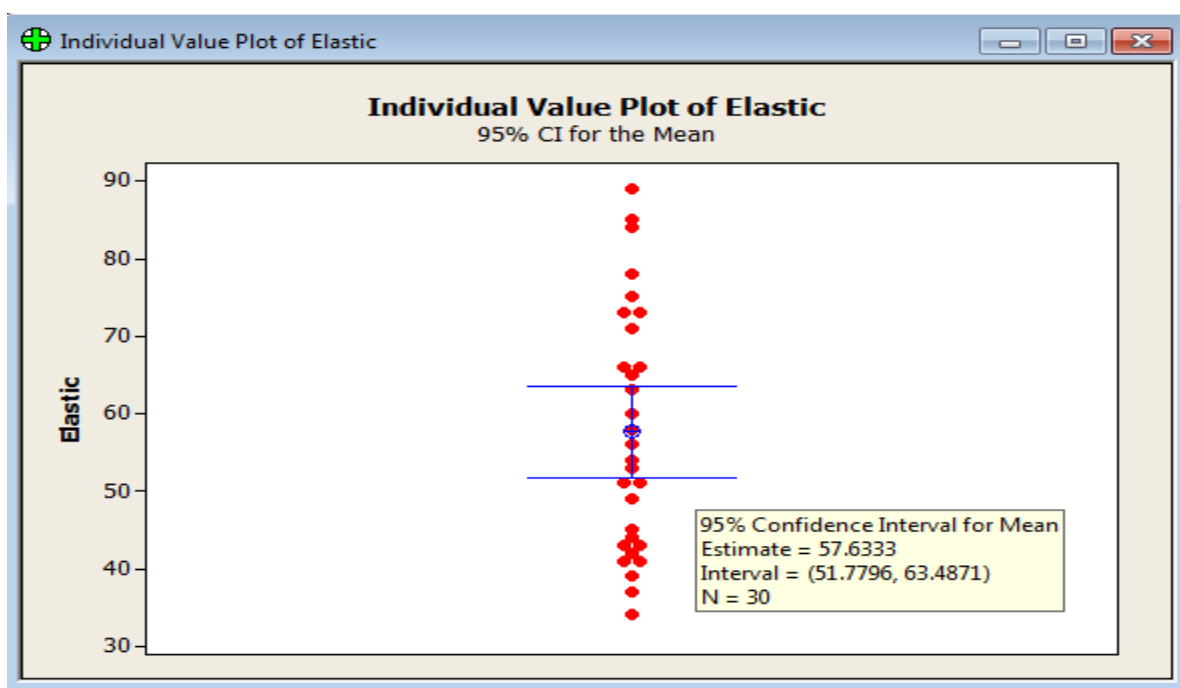 Individual Value Plot of Elastic
Individual Value Plot of Elastic
95% CI for the Mean
90
80
70
60
50
40
30
Elastic
95% Confidence Interval for Mean
Estimate = 57.6333
Interval = (51.7796, 63.4871)
N = 30